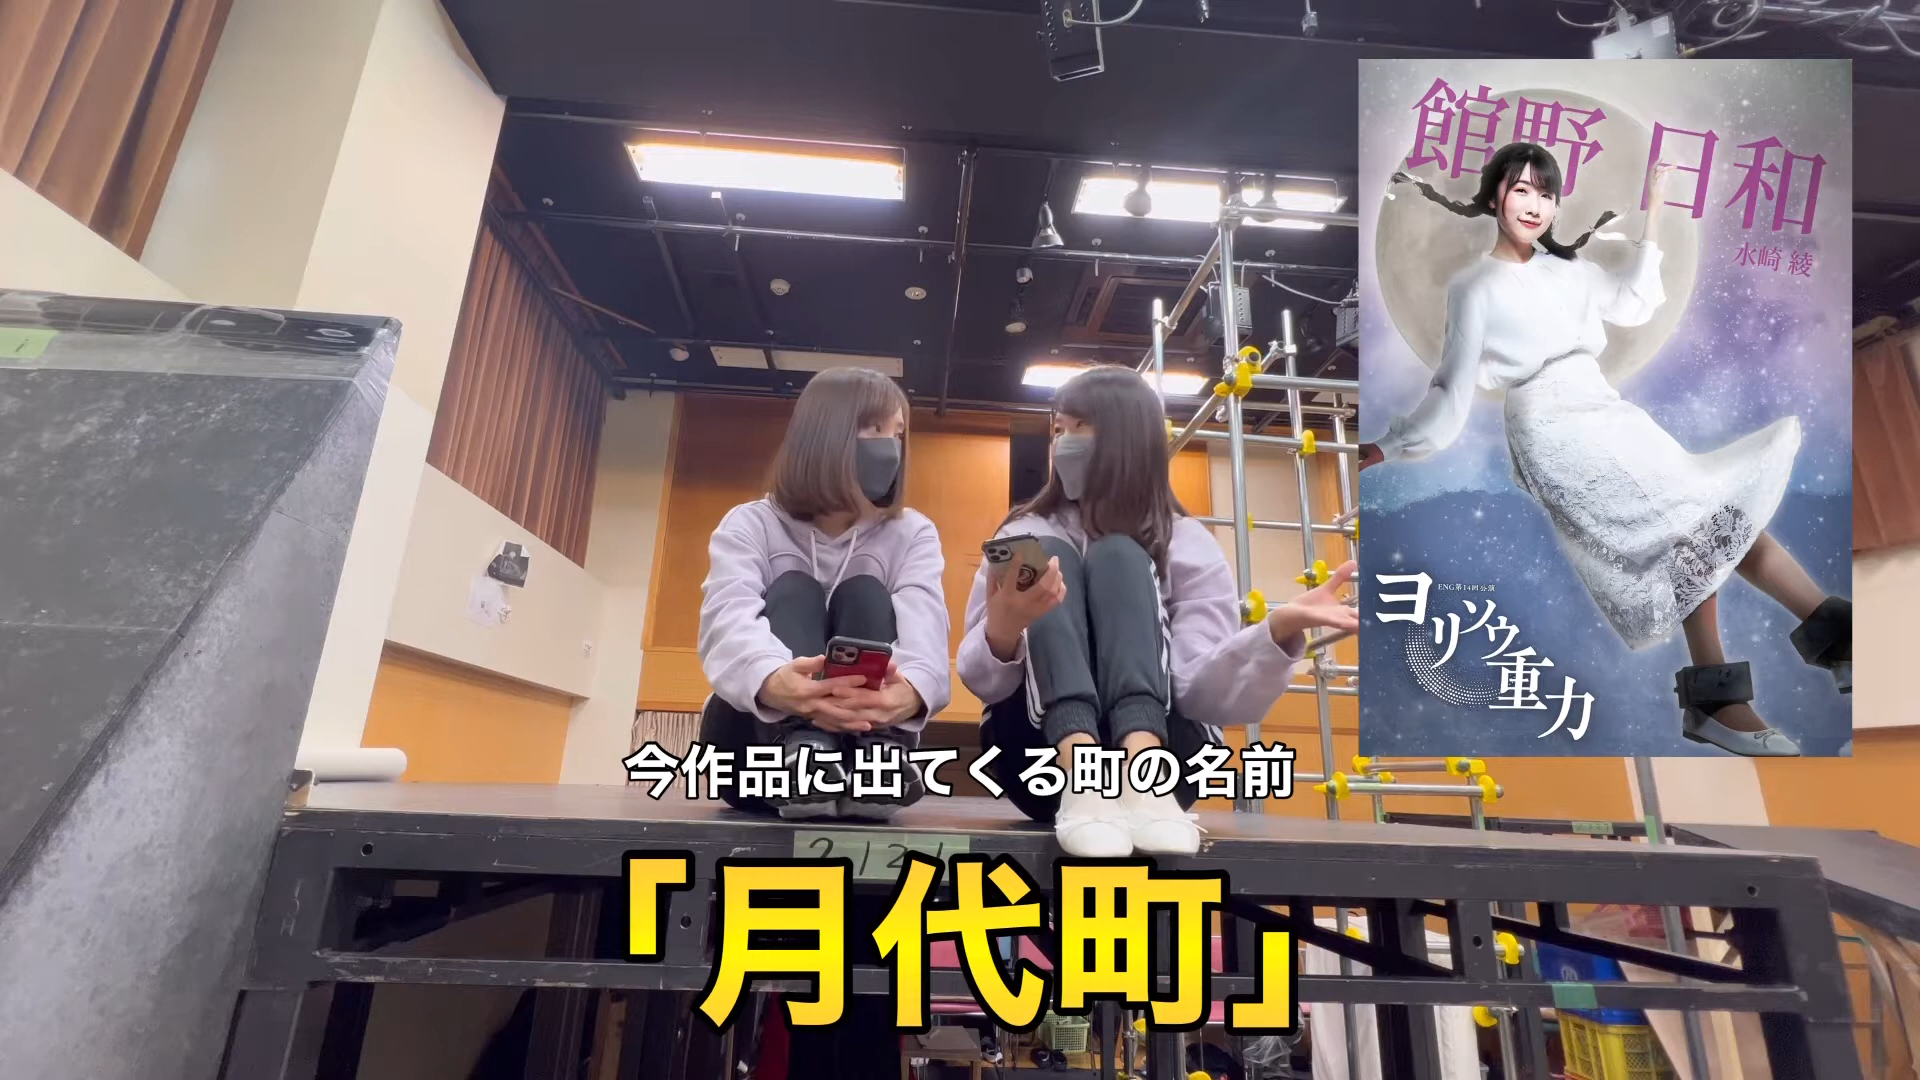 館野 日和
水崎 綾
ENG第14回公演
ヨリソウ重力
今作品に出てくる町の名前
2121
「月代町」